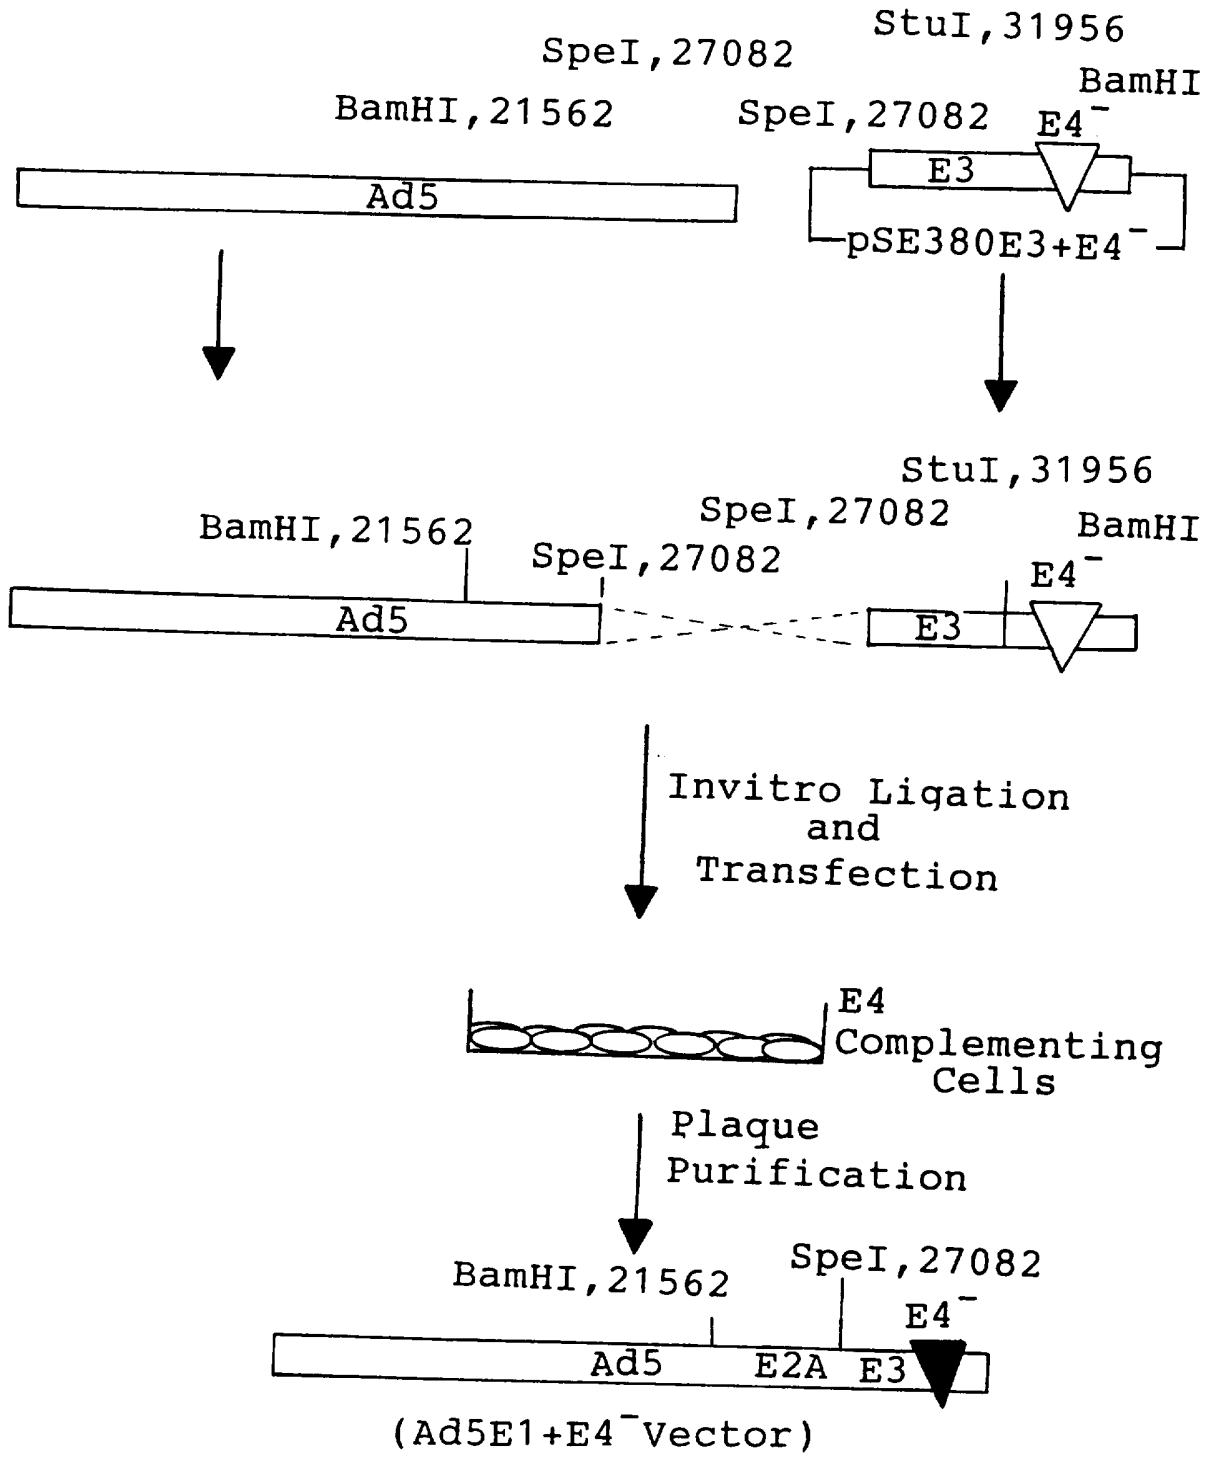 StuI,31956
SpeI,27082
BamHI
BamHI,21562
SpeI,27082
E4⁻
Ad5
E3
pSE380E3+E4⁻
StuI,31956
SpeI,27082
BamHI
BamHI,21562
SpeI,27082
E4⁻
Ad5
E3
Invitro Ligation
and
Transfection
E4
Complementing
Cells
Plaque
Purification
SpeI,27082
BamHI,21562
E4⁻
Ad5
E2A
E3
(Ad5E1+E4⁻Vector)